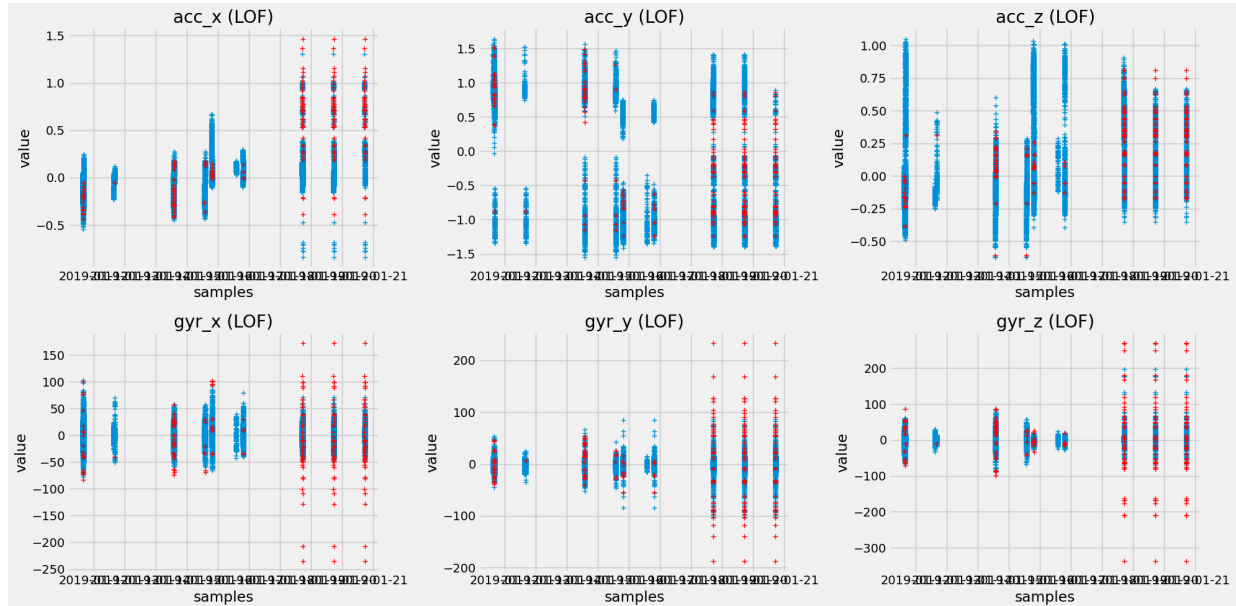 acc_x (LOF)
acc_y (LOF)
acc_z (LOF)
value
1.5
1.0
0.5
0.0
−0.5
samples
value
1.5
1.0
0.5
0.0
−0.5
−1.0
−1.5
samples
value
1.00
0.75
0.50
0.25
0.00
−0.25
−0.50
samples
gyr_x (LOF)
gyr_y (LOF)
gyr_z (LOF)
value
150
100
50
0
−50
−100
−150
−200
−250
samples
value
200
100
0
−100
−200
samples
value
200
100
0
−100
−200
−300
samples